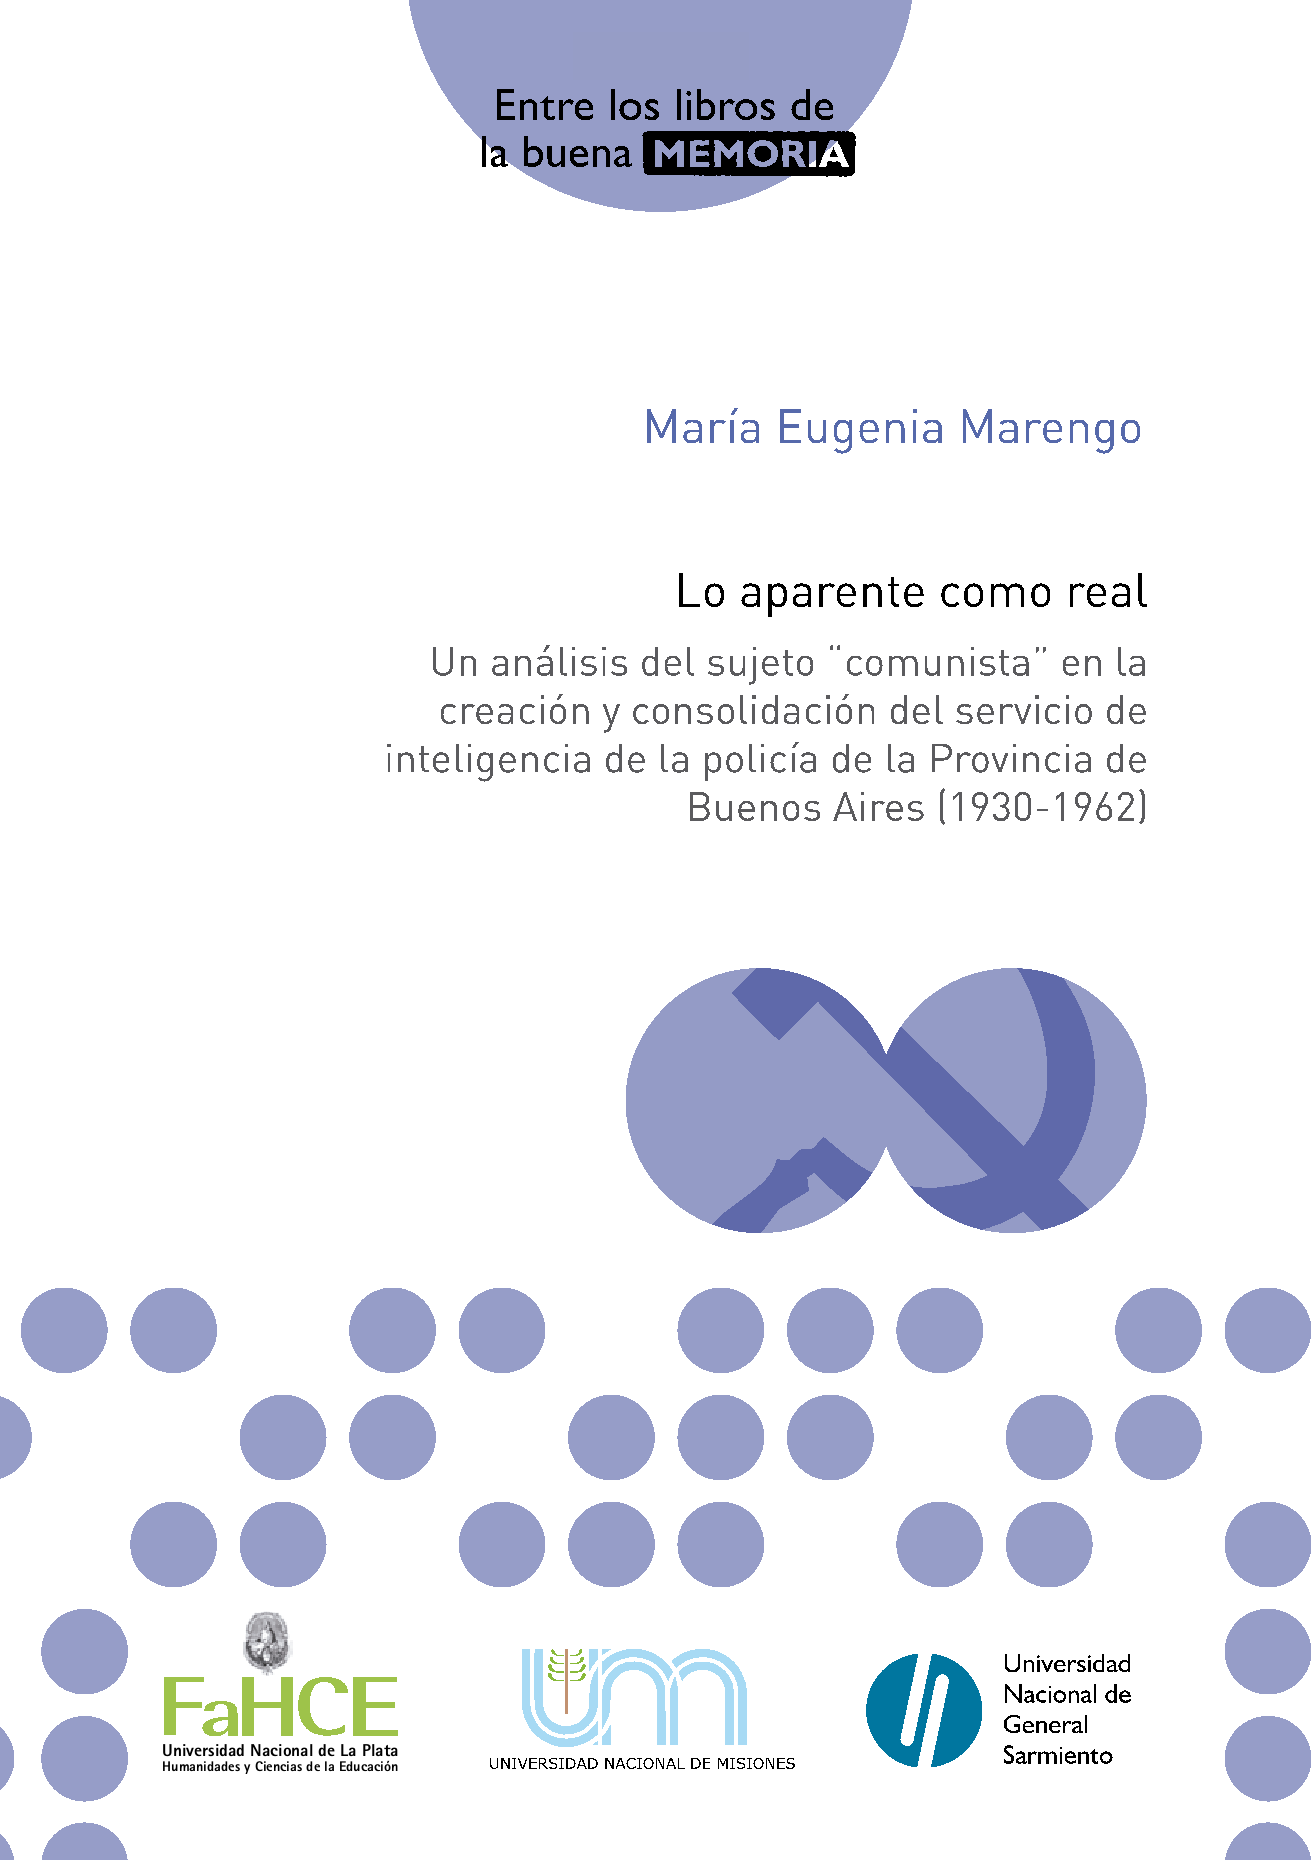 Entre los libros de
la buena MEMORIA
María Eugenia Marengo
Lo aparente como real
Un análisis del sujeto “comunista” en la
creación y consolidación del servicio de
inteligencia de la policía de la Provincia de
Buenos Aires (1930-1962)
FaHCE
Universidad Nacional de La Plata
Humanidades y Ciencias de la Educación
um
UNIVERSIDAD NACIONAL DE MISIONES
Universidad
Nacional de
General
Sarmiento